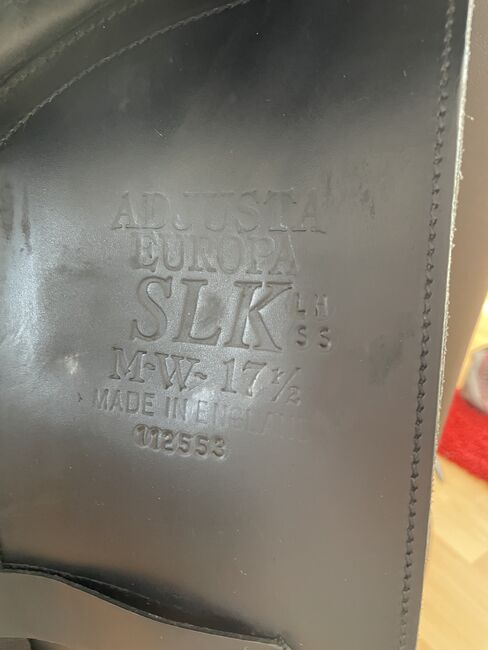 ADJUSTA
EUROPA
SLK LH
SS
M-W-17½
MADE IN ENGLAND
112553